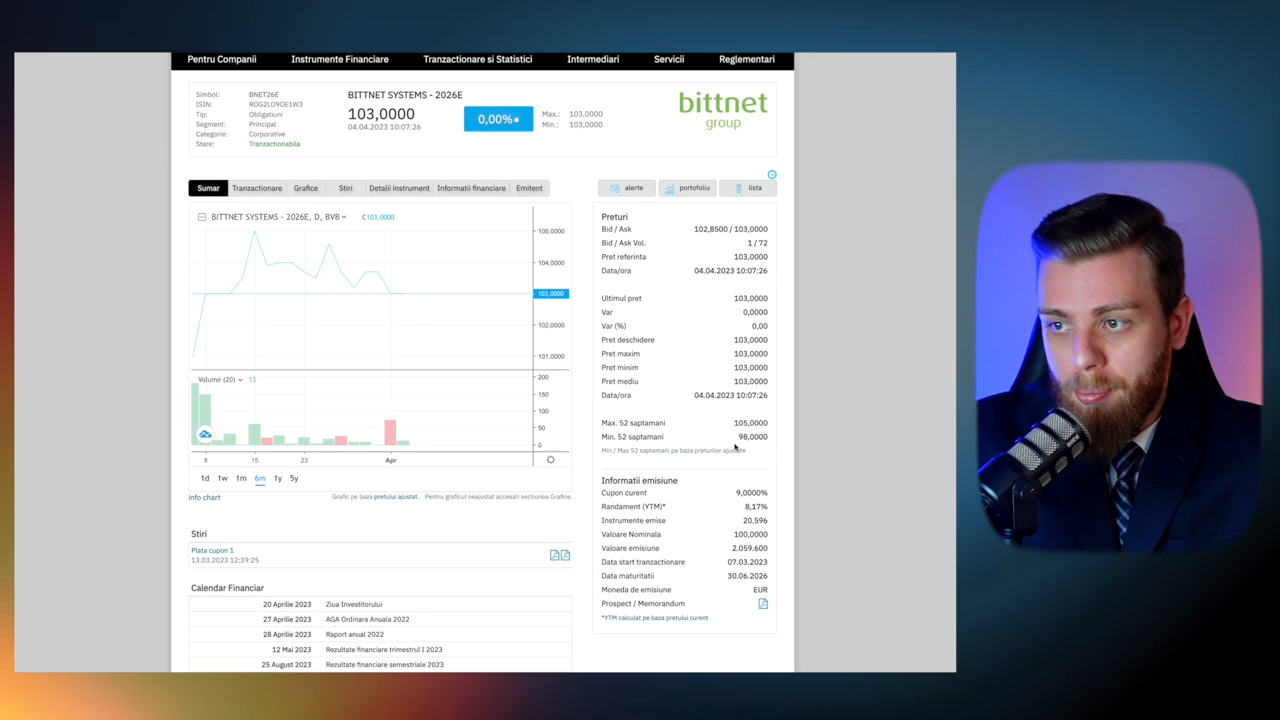 Pentru Companii Instrumente Financiare Tranzactionare si Statistici Intermediari Servicii Reglementari
Simbol: BNET26E
ISIN: ROG2LO9OE1W3
Tip: Obligatiuni
Segment: Principal
Categorie: Corporative
Stare: Tranzactionabila
BITTNET SYSTEMS - 2026E
103,0000
04.04.2023 10:07:26
0,00%
Max.: 103,0000
Min.: 103,0000
bittnet
group
Sumar Tranzactionare Grafice Stiri Detalii instrument Informatii financiare Emitent
alerte portofoliu lista
BITTNET SYSTEMS - 2026E, D, BVB C103,0000
105,0000
104,0000
103,0000
102,0000
101,0000
Volume (20) 13
200
150
100
50
0
8 15 23 Apr
1d 1w 1m 6m 1y 5y
info chart Grafic pe baza pretului ajustat. Pentru graficul neajustat accesati sectiunea Grafice.
Stiri
Plata cupon 1
13.03.2023 12:39:25
Calendar Financiar
20 Aprilie 2023 Ziua Investitorului
27 Aprilie 2023 AGA Ordinara Anuala 2022
28 Aprilie 2023 Raport anual 2022
12 Mai 2023 Rezultate financiare trimestrul I 2023
25 August 2023 Rezultate financiare semestriale 2023
Preturi
Bid / Ask 102,8500 / 103,0000
Bid / Ask Vol. 1 / 72
Pret referinta 103,0000
Data/ora 04.04.2023 10:07:26
Ultimul pret 103,0000
Var 0,0000
Var (%) 0,00
Pret deschidere 103,0000
Pret maxim 103,0000
Pret minim 103,0000
Pret mediu 103,0000
Data/ora 04.04.2023 10:07:26
Max. 52 saptamani 105,0000
Min. 52 saptamani 98,0000
Min / Max 52 saptamani pe baza preturilor ajustate
Informatii emisiune
Cupon curent 9,0000%
Randament (YTM)* 8,17%
Instrumente emise 20.596
Valoare Nominala 100,0000
Valoare emisiune 2.059.600
Data start tranzactionare 07.03.2023
Data maturitatii 30.06.2026
Moneda de emisiune EUR
Prospect / Memorandum
*YTM calculat pe baza pretului curent